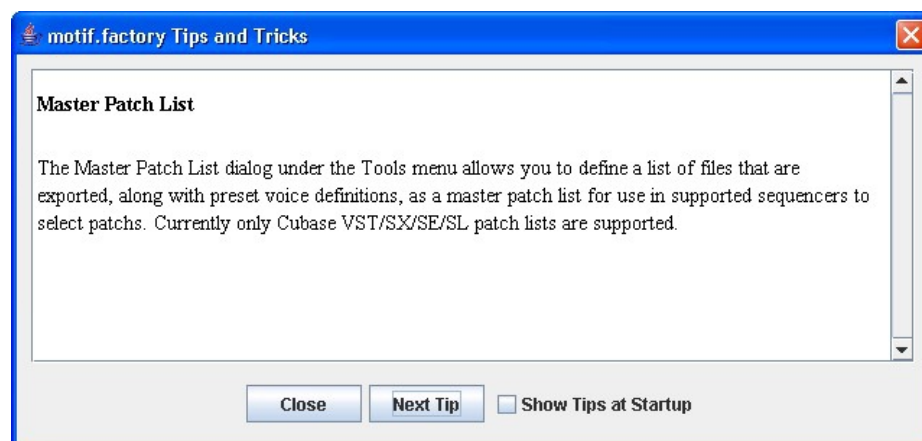 motif.factory Tips and Tricks
Master Patch List
The Master Patch List dialog under the Tools menu allows you to define a list of files that are
exported, along with preset voice definitions, as a master patch list for use in supported sequencers to
select patchs. Currently only Cubase VST/SX/SE/SL patch lists are supported.
Close Next Tip Show Tips at Startup